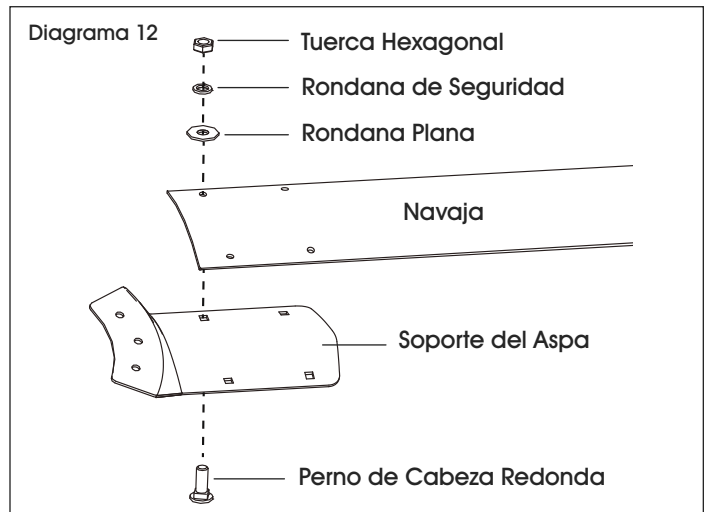 Diagrama 12
Tuerca Hexagonal
Rondana de Seguridad
Rondana Plana
Navaja
Soporte del Aspa
Perno de Cabeza Redonda